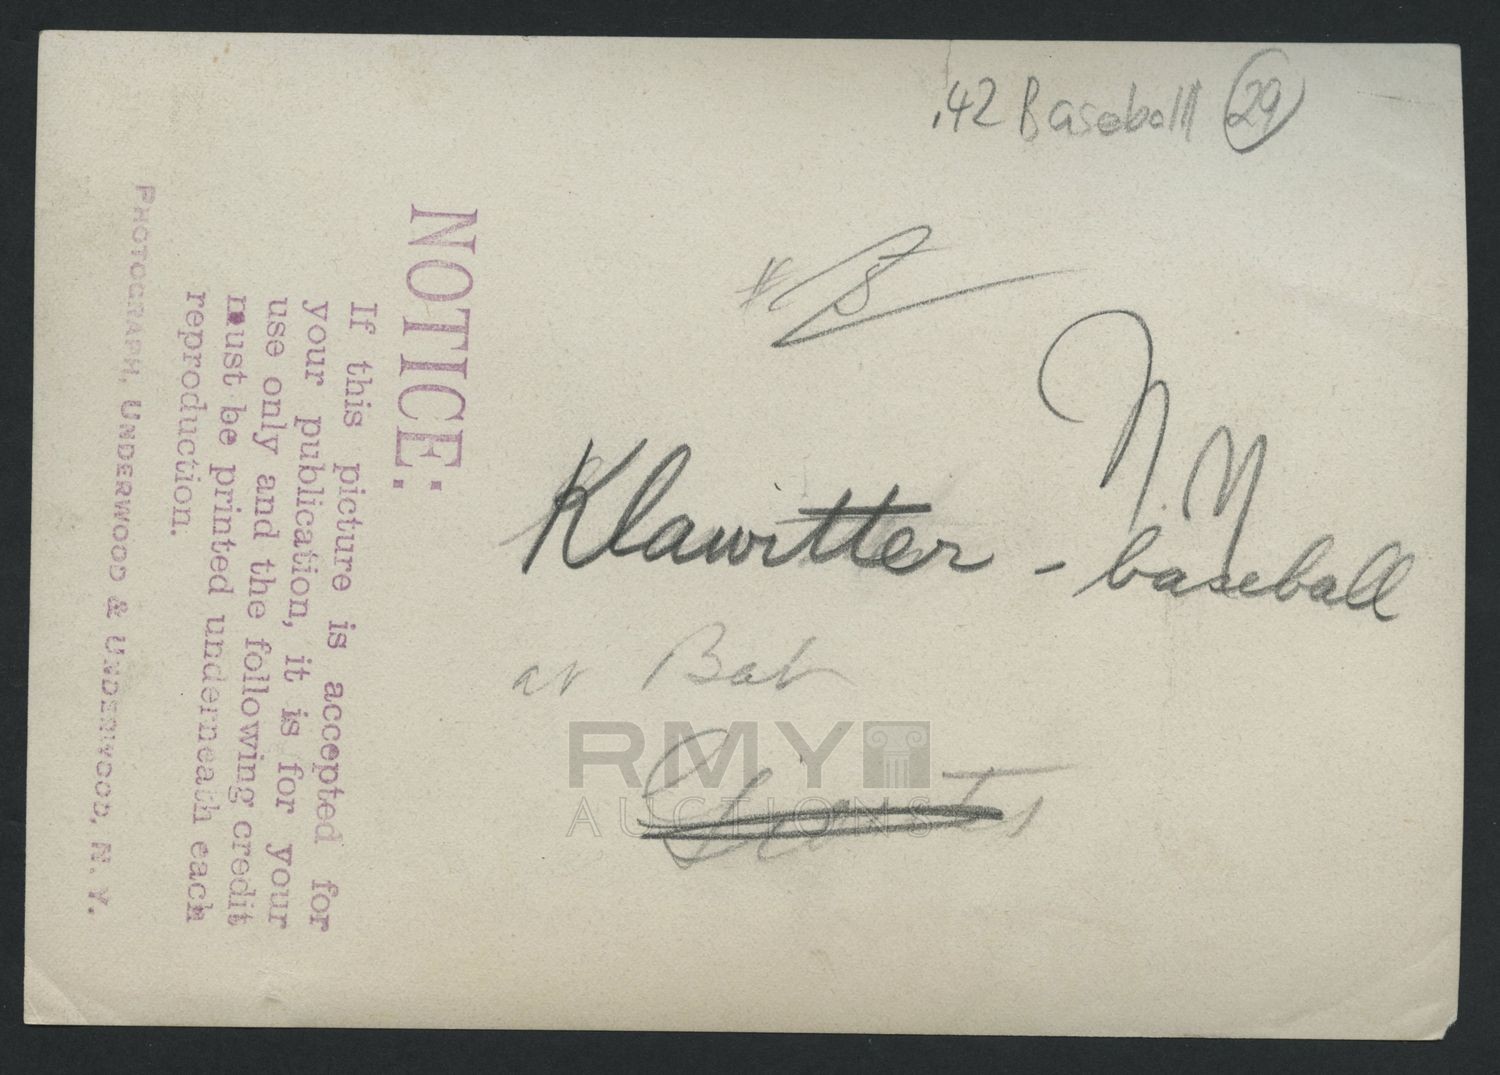 .42 Baseball 29
# 8
N.Y.
Klawitter - baseball
at Bat
Giants
RMY
AUCTIONS
NOTICE:
If this picture is accepted for
your publication, it is for your
use only and the following credit
must be printed underneath each
reproduction.
PHOTOGRAPH, UNDERWOOD & UNDERWOOD, N. Y.